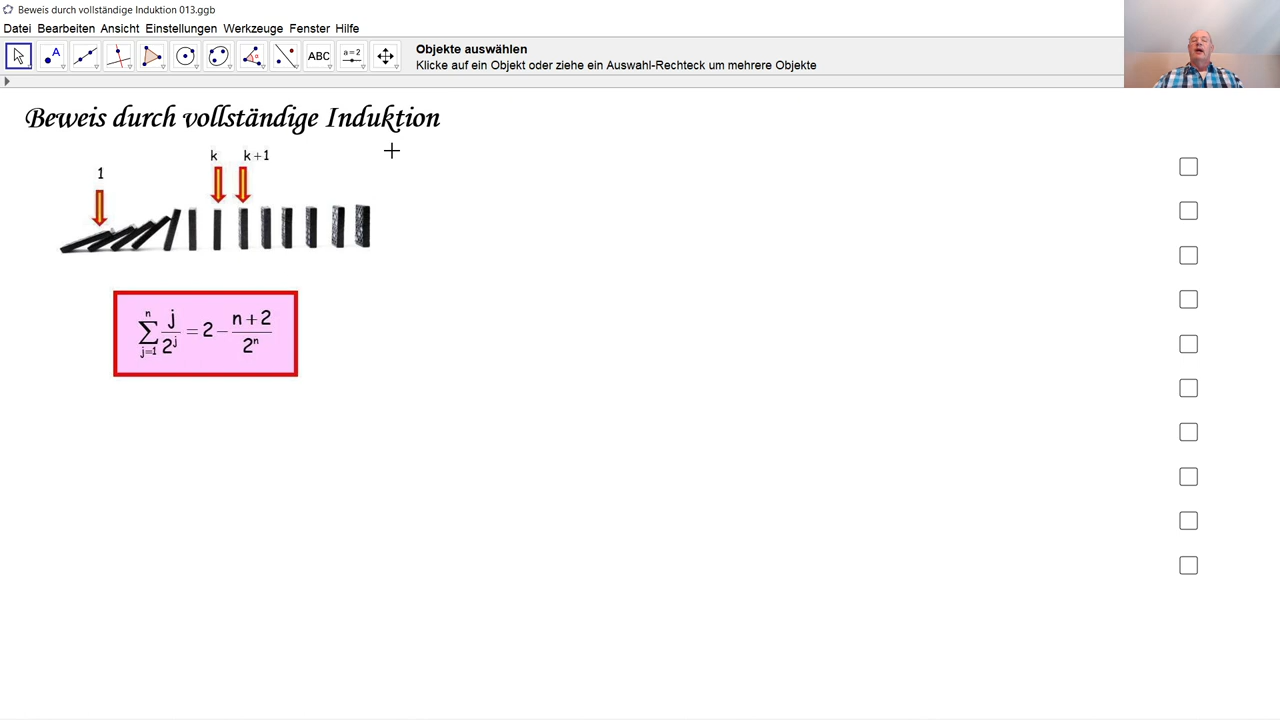 Beweis durch vollständige Induktion 013.ggb
Datei Bearbeiten Ansicht Einstellungen Werkzeuge Fenster Hilfe
A
ABC
a=2
Objekte auswählen
Klicke auf ein Objekt oder ziehe ein Auswahl-Rechteck um mehrere Objekte
Beweis durch vollständige Induktion
k k+1
1
∑_{j=1}^{n} j/2^j = 2 − (n+2)/2^n